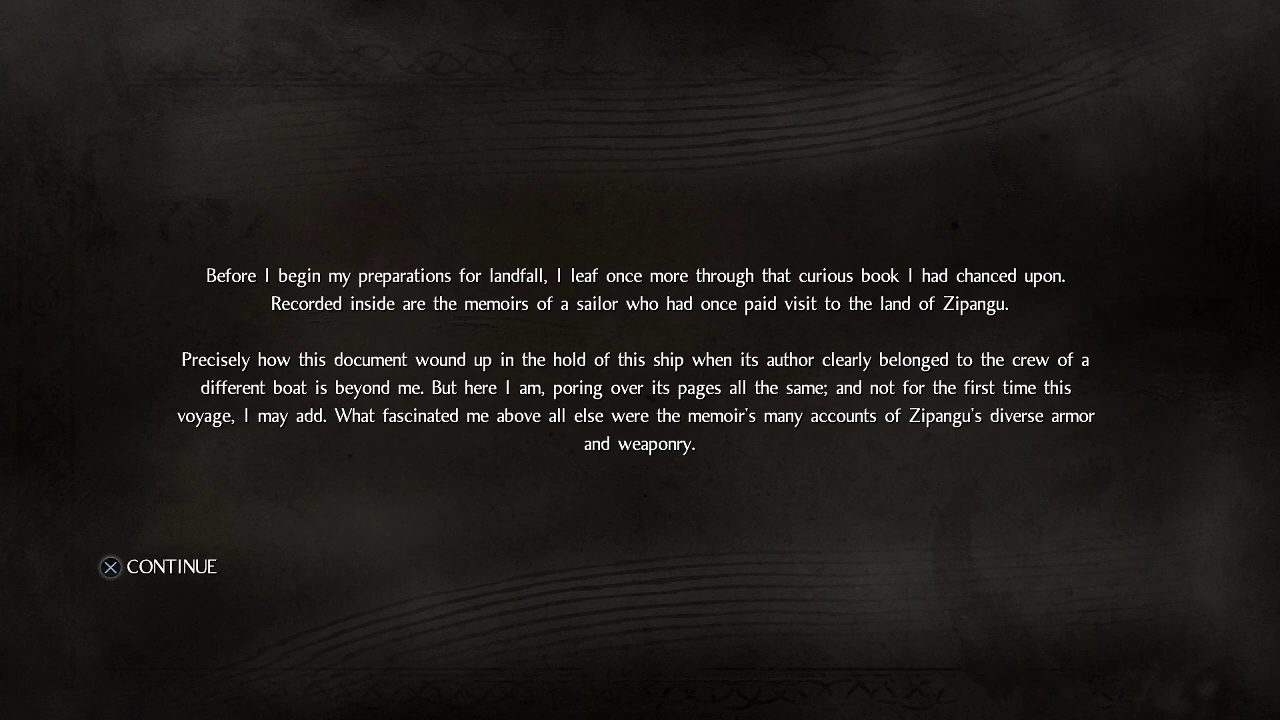 Before I begin my preparations for landfall, I leaf once more through that curious book I had chanced upon.
Recorded inside are the memoirs of a sailor who had once paid visit to the land of Zipangu.
Precisely how this document wound up in the hold of this ship when its author clearly belonged to the crew of a
different boat is beyond me. But here I am, poring over its pages all the same; and not for the first time this
voyage, I may add. What fascinated me above all else were the memoir's many accounts of Zipangu's diverse armor
and weaponry.
CONTINUE